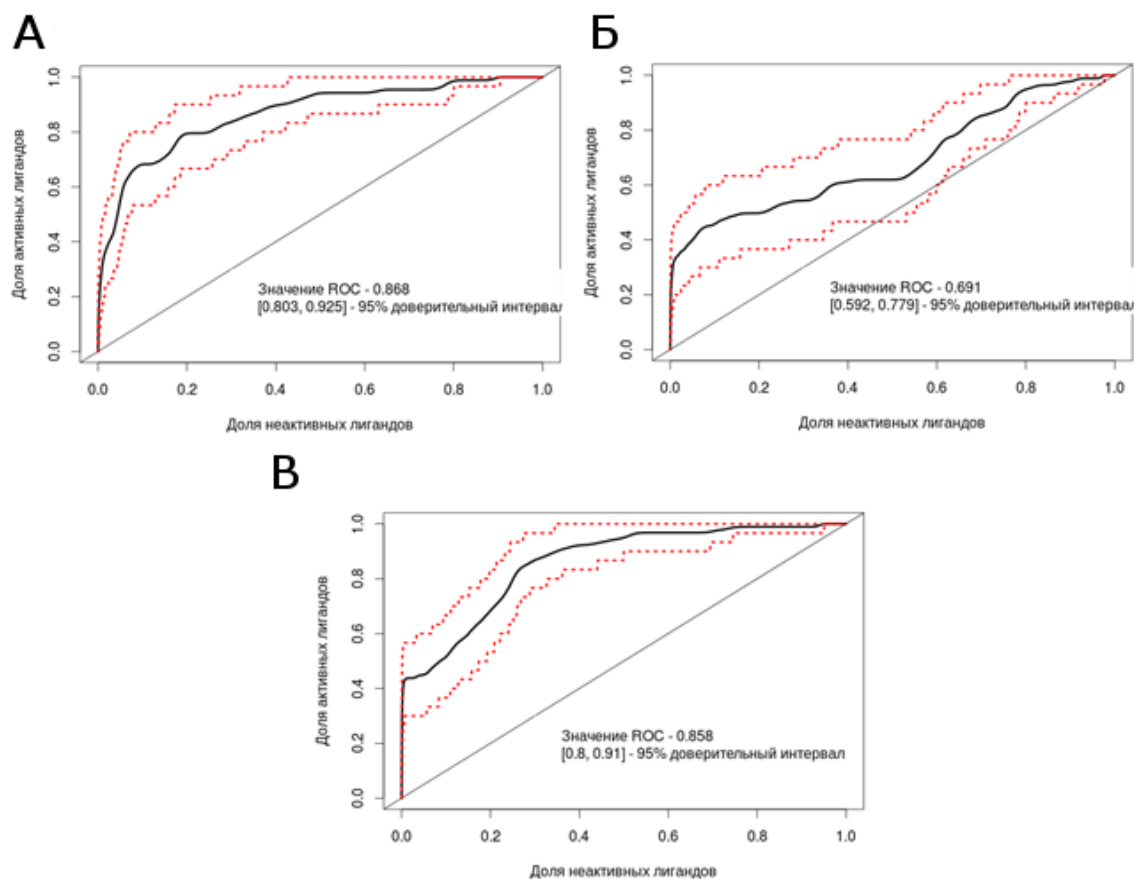 А
Доля активных лигандов
0.0 0.2 0.4 0.6 0.8 1.0
Значение ROC - 0.868
[0.803, 0.925] - 95% доверительный интервал
0.0 0.2 0.4 0.6 0.8 1.0
Доля неактивных лигандов
Б
Доля активных лигандов
0.0 0.2 0.4 0.6 0.8 1.0
Значение ROC - 0.691
[0.592, 0.779] - 95% доверительный интервал
0.0 0.2 0.4 0.6 0.8 1.0
Доля неактивных лигандов
В
Доля активных лигандов
0.0 0.2 0.4 0.6 0.8 1.0
Значение ROC - 0.858
[0.8, 0.91] - 95% доверительный интервал
0.0 0.2 0.4 0.6 0.8 1.0
Доля неактивных лигандов